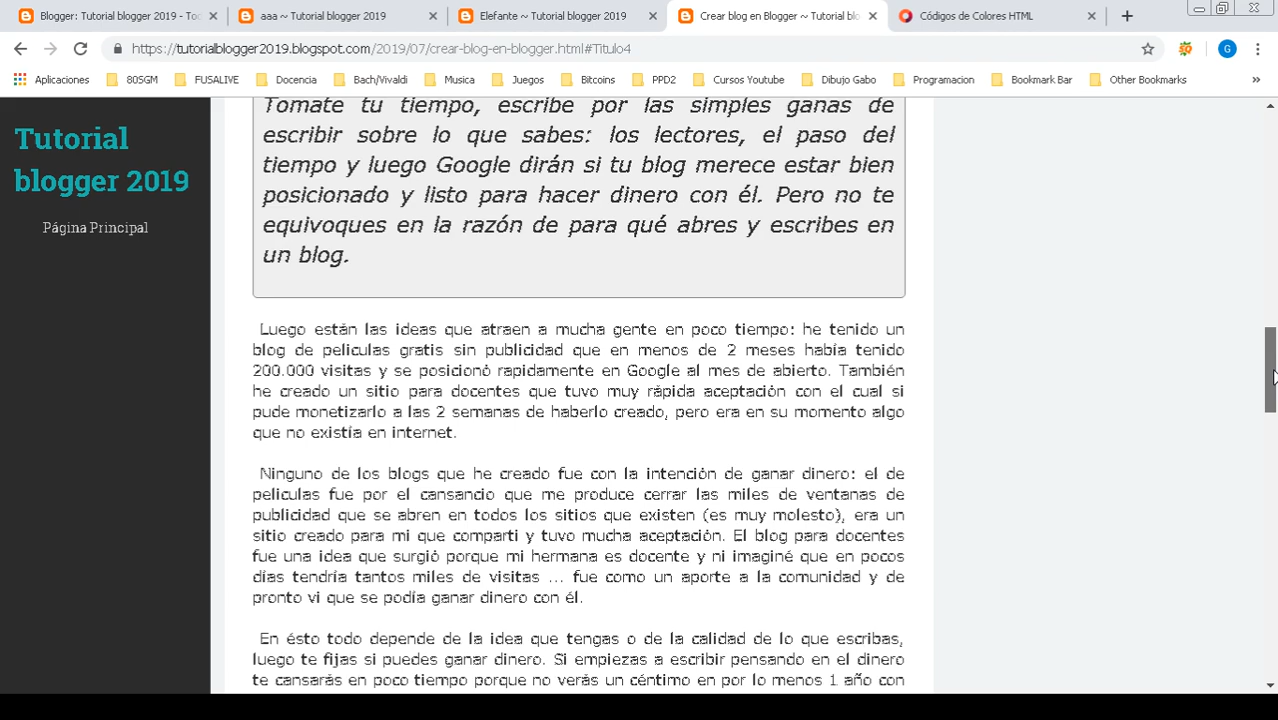 Blogger: Tutorial blogger 2019 - Tod
aaa ~ Tutorial blogger 2019
Elefante ~ Tutorial blogger 2019
Crear blog en Blogger ~ Tutorial blo
Códigos de Colores HTML
https://tutorialblogger2019.blogspot.com/2019/07/crear-blog-en-blogger.html#Titulo4
G
Aplicaciones
80SGM
FUSALIVE
Docencia
Bach/Vivaldi
Musica
Juegos
Bitcoins
PPD2
Cursos Youtube
Dibujo Gabo
Programacion
Bookmark Bar
Other Bookmarks
Tutorial
blogger 2019
Página Principal
Tomate tu tiempo, escribe por las simples ganas de
escribir sobre lo que sabes: los lectors, el paso del
tiempo y luego Google dirán si tu blog merece estar bien
posicionado y listo para hacer dinero con él. Pero no te
equivoques en la razón de para qué abres y escribes en
un blog.
Luego están las ideas que atraen a mucha gente en poco tiempo: he tenido un
blog de peliculas gratis sin publicidad que en menos de 2 meses había tenido
200.000 visitas y se posicionó rapidamente en Google al mes de abierto. También
he creado un sitio para docentes que tuvo muy rápida aceptación con el cual si
pude monetizarlo a las 2 semanas de haberlo creado, pero era en su momento algo
que no existía en internet.
Ninguno de los blogs que he creado fue con la intención de ganar dinero: el de
peliculas fue por el cansancio que me produce cerrar las miles de ventanas de
publicidad que se abren en todos los sitios que existen (es muy molesto), era un
sitio creado para mi que comparti y tuvo mucha aceptación. El blog para docentes
fue una idea que surgió porque mi hermana es docente y ni imaginé que en pocos
días tendría tantos miles de visitas ... fue como un aporte a la comunidad y de
pronto vi que se podía ganar dinero con él.
En ésto todo depende de la idea que tengas o de la calidad de lo que escribas,
luego te fijas si puedes ganar dinero. Si empiezas a escribir pensando en el dinero
te cansarás en poco tiempo porque no verás un céntimo en por lo menos 1 año con